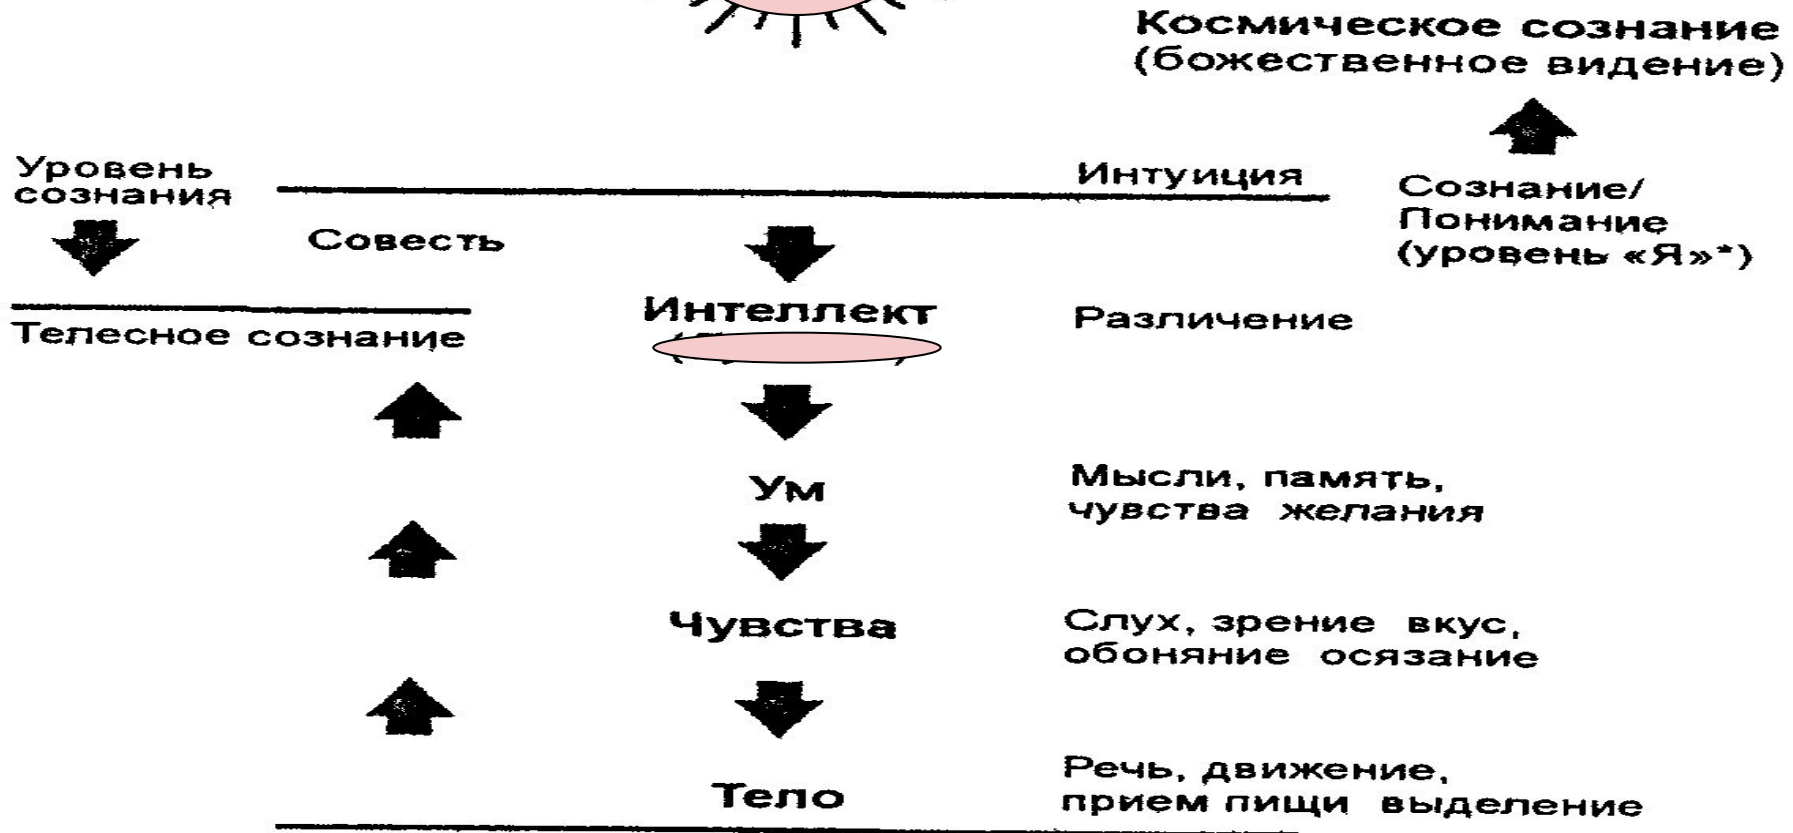 Космическое сознание
(божественное видение)
Уровень
сознания
Интуиция
Сознание/
Понимание
(уровень «Я»*)
Совесть
Интеллект
Различение
Телесное сознание
Ум
Мысли, память,
чувства желания
Чувства
Слух, зрение вкус,
обоняние осязание
Тело
Речь, движение,
прием пищи выделение